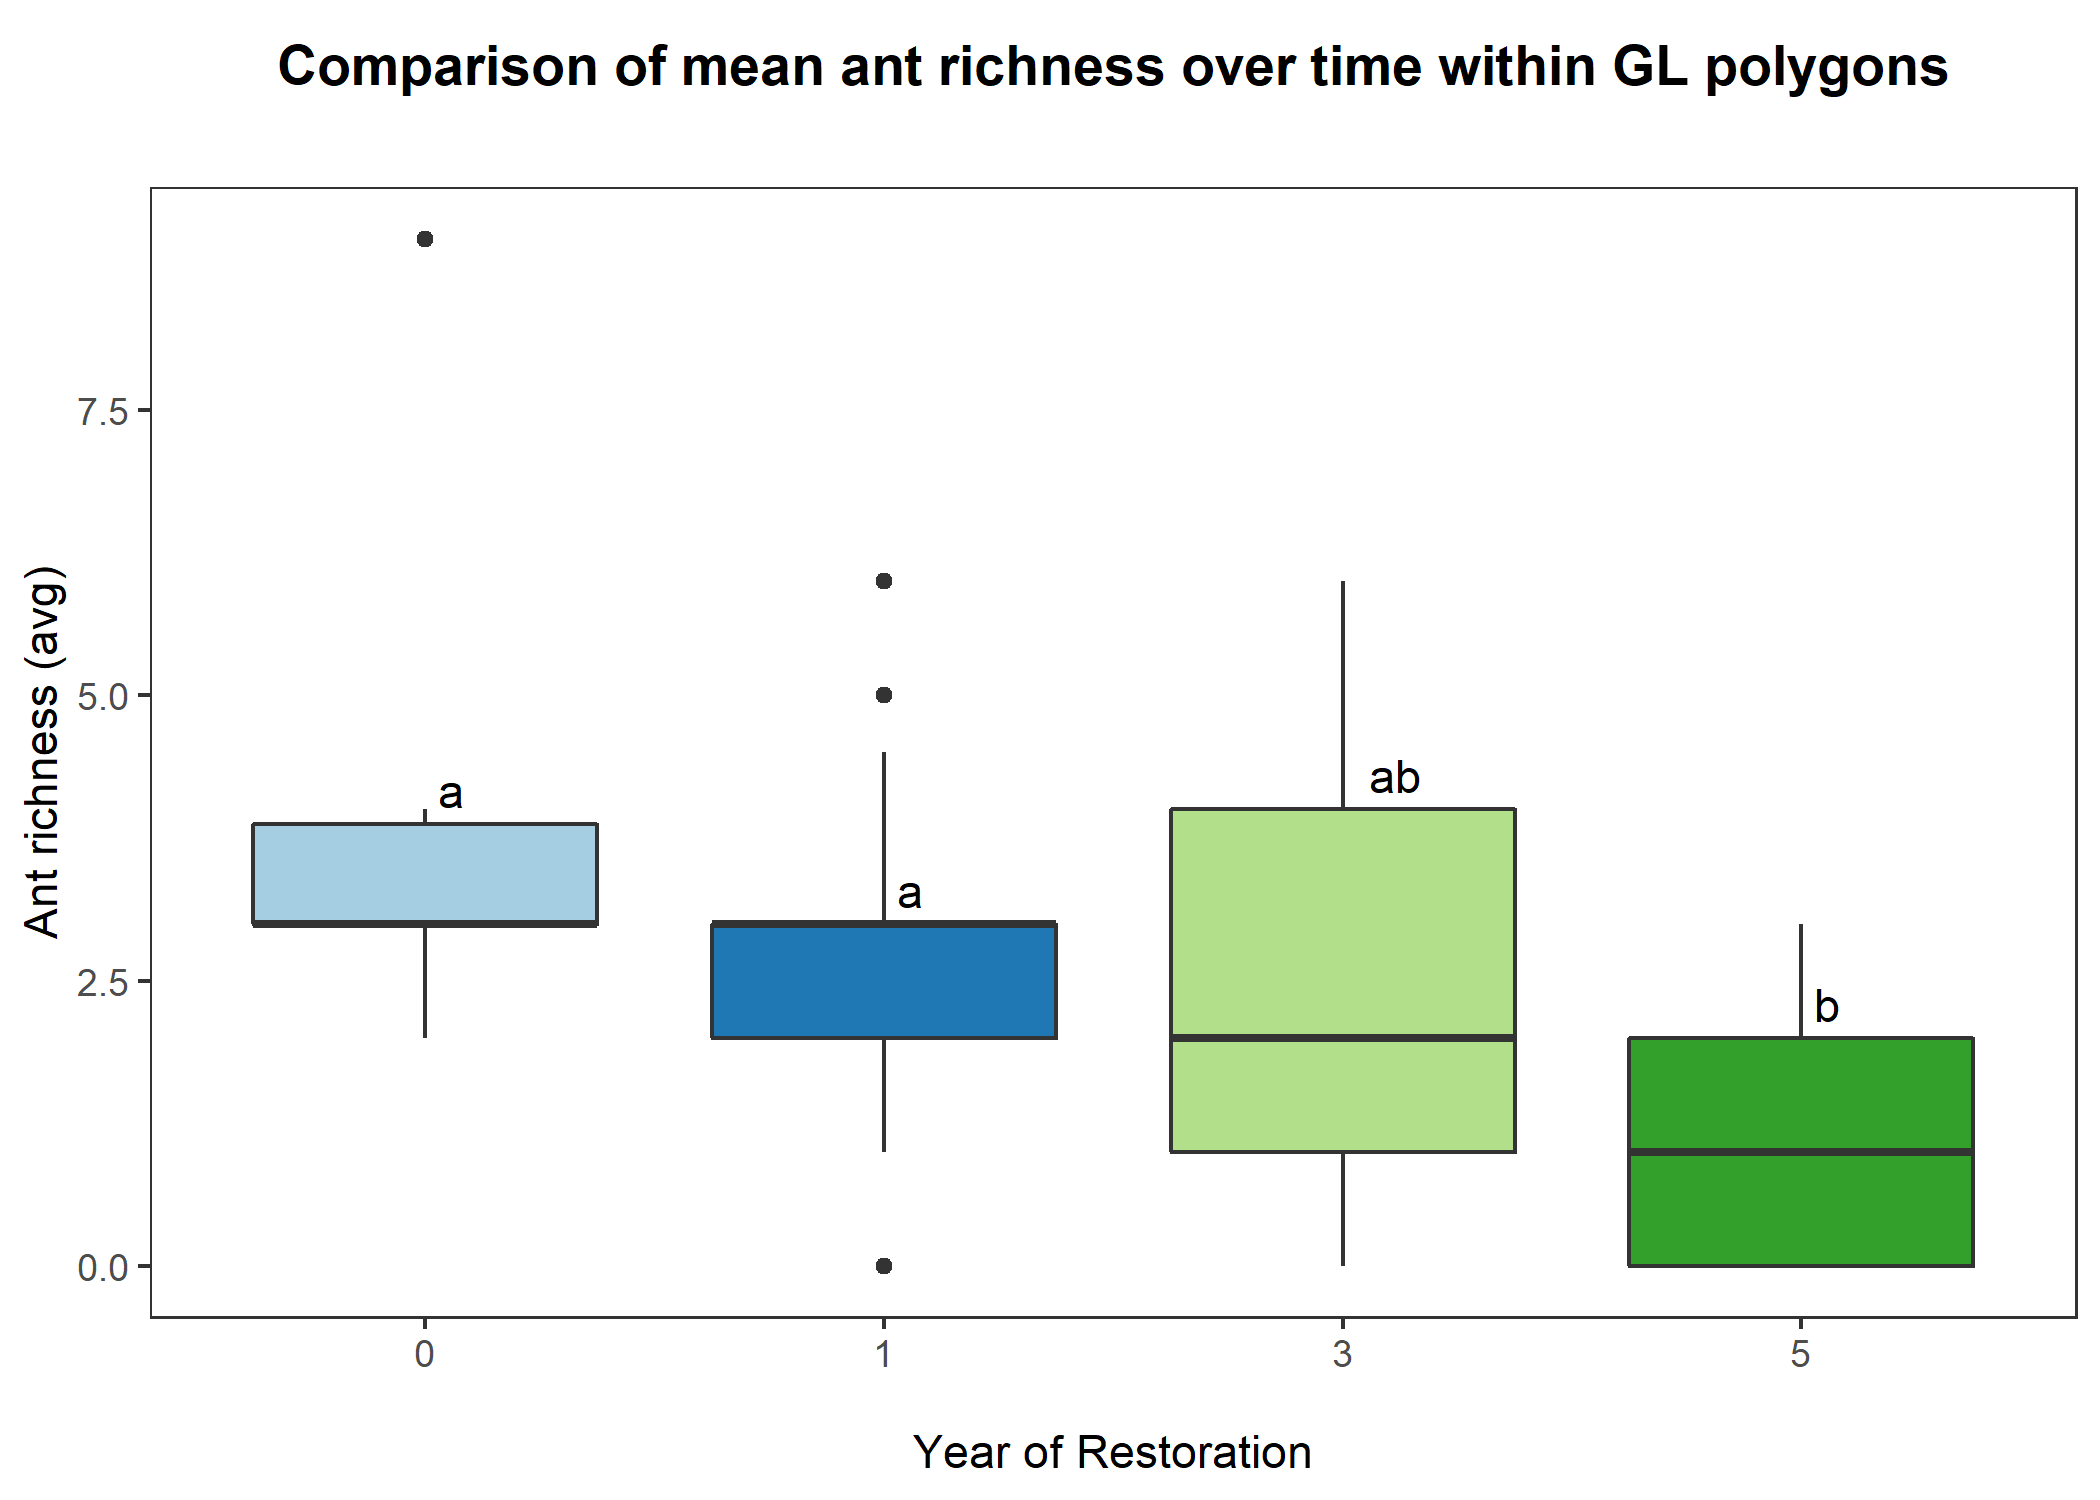 Comparison of mean ant richness over time within GL polygons
Ant richness (avg)
7.5
5.0
2.5
0.0
a
a
ab
b
0
1
3
5
Year of Restoration